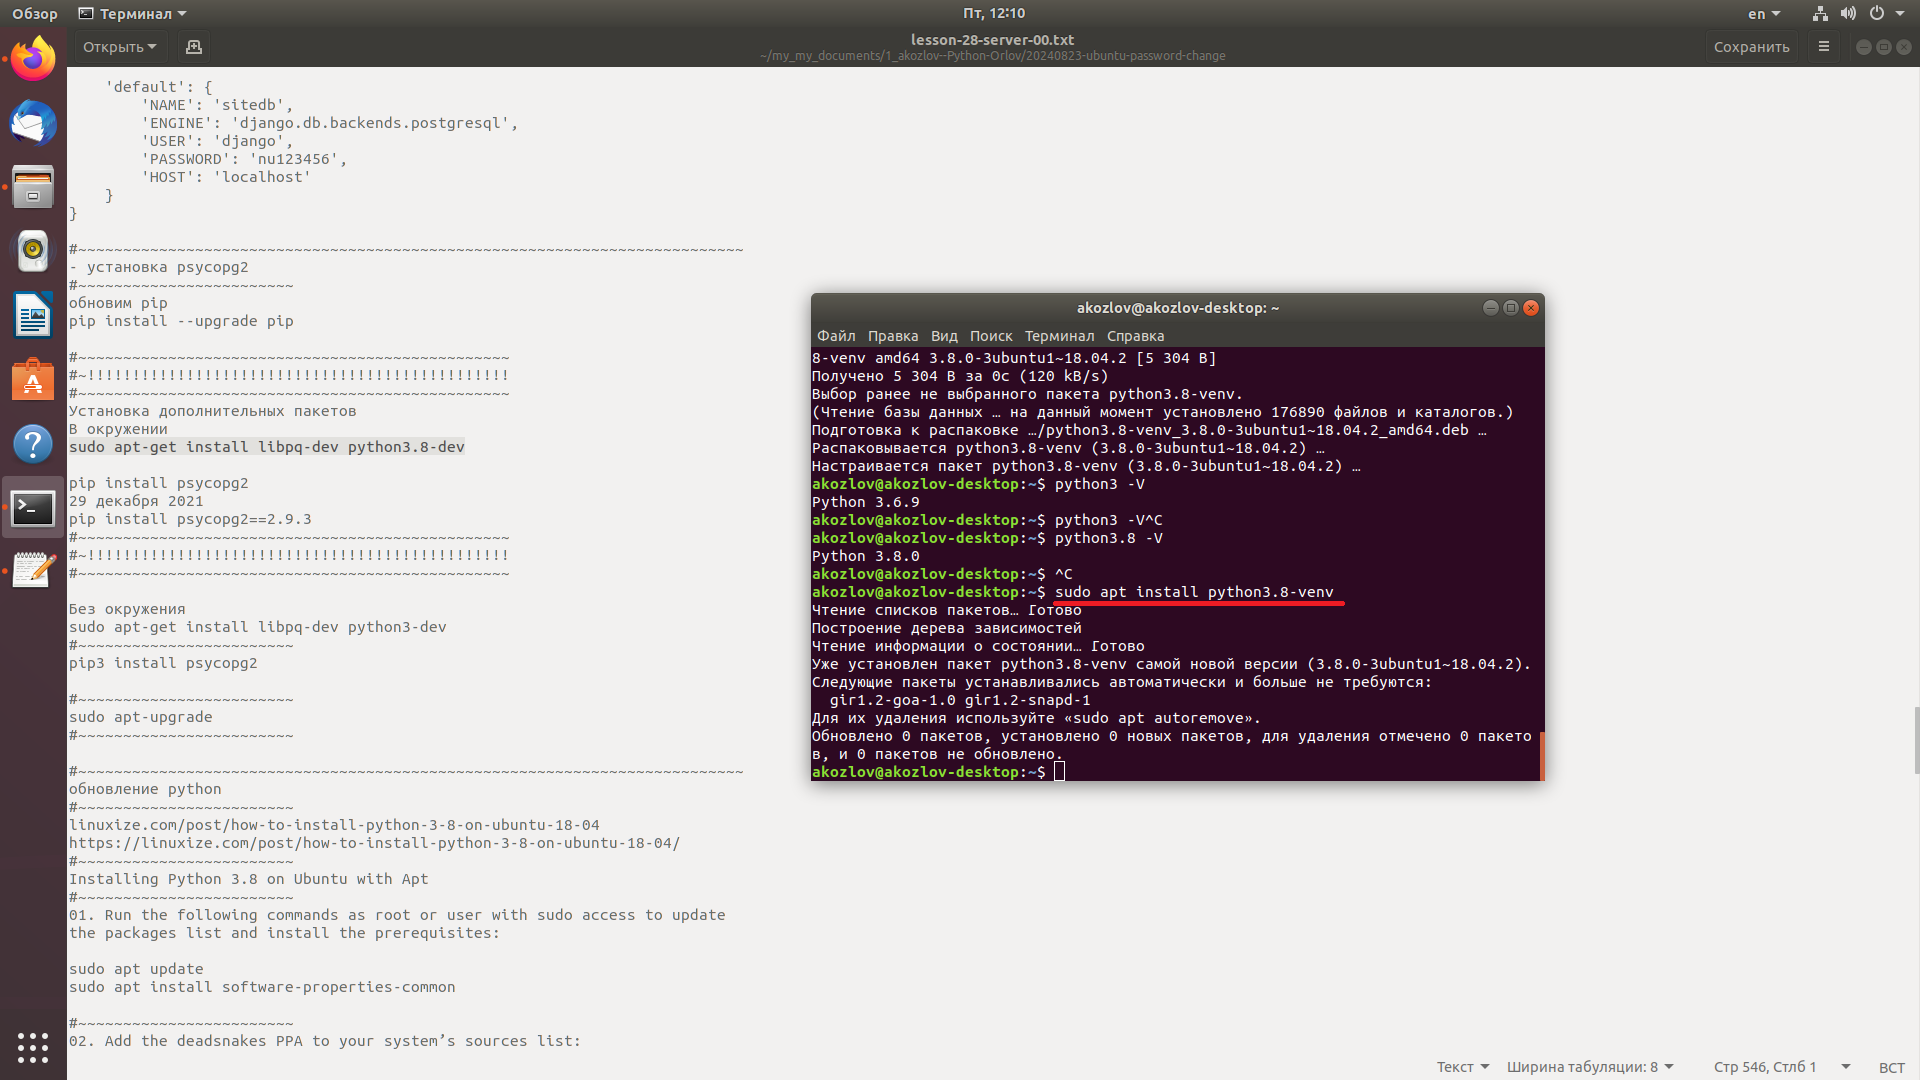 Обзор
Терминал
Пт, 12:10
en
Открыть
lesson-28-server-00.txt
~/my_my_documents/1_akozlov--Python-Orlov/20240823-ubuntu-password-change
Сохранить
    'default': {
        'NAME': 'sitedb',
        'ENGINE': 'django.db.backends.postgresql',
        'USER': 'django',
        'PASSWORD': 'nu123456',
        'HOST': 'localhost'
    }
}
#~~~~~~~~~~~~~~~~~~~~~~~~~~~~~~~~~~~~~~~~~~~~~~~~~~~~~~~~~~~~~~~~~~~~~~~~~~
- установка psycopg2
#~~~~~~~~~~~~~~~~~~~~~~~~
обновим pip
pip install --upgrade pip
#~~~~~~~~~~~~~~~~~~~~~~~~~~~~~~~~~~~~~~~~~~~~~~~~
#~!!!!!!!!!!!!!!!!!!!!!!!!!!!!!!!!!!!!!!!!!!!!!!!
#~~~~~~~~~~~~~~~~~~~~~~~~~~~~~~~~~~~~~~~~~~~~~~~~
Установка дополнительных пакетов
В окружении
sudo apt-get install libpq-dev python3.8-dev
pip install psycopg2
29 декабря 2021
pip install psycopg2==2.9.3
#~~~~~~~~~~~~~~~~~~~~~~~~~~~~~~~~~~~~~~~~~~~~~~~~
#~!!!!!!!!!!!!!!!!!!!!!!!!!!!!!!!!!!!!!!!!!!!!!!!
#~~~~~~~~~~~~~~~~~~~~~~~~~~~~~~~~~~~~~~~~~~~~~~~~
Без окружения
sudo apt-get install libpq-dev python3-dev
#~~~~~~~~~~~~~~~~~~~~~~~~
pip3 install psycopg2
#~~~~~~~~~~~~~~~~~~~~~~~~
sudo apt-upgrade
#~~~~~~~~~~~~~~~~~~~~~~~~
#~~~~~~~~~~~~~~~~~~~~~~~~~~~~~~~~~~~~~~~~~~~~~~~~~~~~~~~~~~~~~~~~~~~~~~~~~~
обновление python
#~~~~~~~~~~~~~~~~~~~~~~~~
linuxize.com/post/how-to-install-python-3-8-on-ubuntu-18-04
https://linuxize.com/post/how-to-install-python-3-8-on-ubuntu-18-04/
#~~~~~~~~~~~~~~~~~~~~~~~~
Installing Python 3.8 on Ubuntu with Apt
#~~~~~~~~~~~~~~~~~~~~~~~~
01. Run the following commands as root or user with sudo access to update
the packages list and install the prerequisites:
sudo apt update
sudo apt install software-properties-common
#~~~~~~~~~~~~~~~~~~~~~~~~
02. Add the deadsnakes PPA to your system’s sources list:
akozlov@akozlov-desktop: ~
Файл Правка Вид Поиск Терминал Справка
8-venv amd64 3.8.0-3ubuntu1~18.04.2 [5 304 B]
Получено 5 304 B за 0с (120 kB/s)
Выбор ранее не выбранного пакета python3.8-venv.
(Чтение базы данных … на данный момент установлено 176890 файлов и каталогов.)
Подготовка к распаковке …/python3.8-venv_3.8.0-3ubuntu1~18.04.2_amd64.deb …
Распаковывается python3.8-venv (3.8.0-3ubuntu1~18.04.2) …
Настраивается пакет python3.8-venv (3.8.0-3ubuntu1~18.04.2) …
akozlov@akozlov-desktop:~$ python3 -V
Python 3.6.9
akozlov@akozlov-desktop:~$ python3 -V^C
akozlov@akozlov-desktop:~$ python3.8 -V
Python 3.8.0
akozlov@akozlov-desktop:~$ ^C
akozlov@akozlov-desktop:~$ sudo apt install python3.8-venv
Чтение списков пакетов… Готово
Построение дерева зависимостей
Чтение информации о состоянии… Готово
Уже установлен пакет python3.8-venv самой новой версии (3.8.0-3ubuntu1~18.04.2).
Следующие пакеты устанавливались автоматически и больше не требуются:
  gir1.2-goa-1.0 gir1.2-snapd-1
Для их удаления используйте «sudo apt autoremove».
Обновлено 0 пакетов, установлено 0 новых пакетов, для удаления отмечено 0 пакето
в, и 0 пакетов не обновлено.
akozlov@akozlov-desktop:~$
Текст
Ширина табуляции: 8
Стр 546, Стлб 1
ВСТ